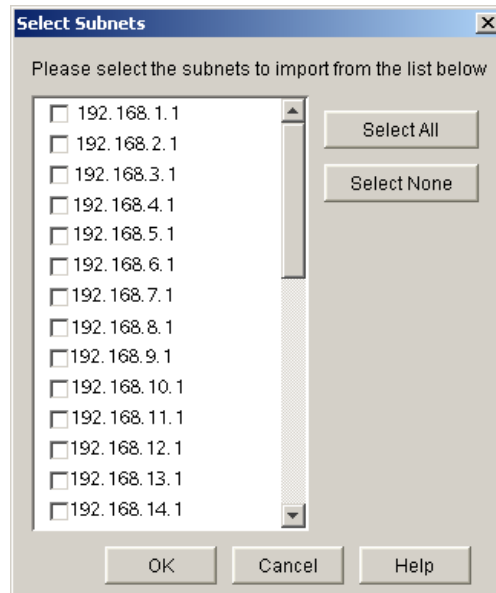 Select Subnets
Please select the subnets to import from the list below
192.168.1.1
192.168.2.1
192.168.3.1
192.168.4.1
192.168.5.1
192.168.6.1
192.168.7.1
192.168.8.1
192.168.9.1
192.168.10.1
192.168.11.1
192.168.12.1
192.168.13.1
192.168.14.1
Select All
Select None
OK
Cancel
Help